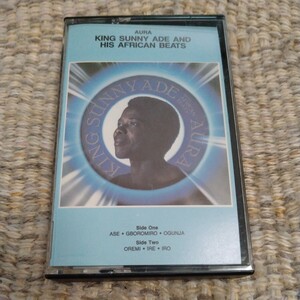 AURA
KING SUNNY ADE AND
HIS AFRICAN BEATS
KING SUNNY ADE AURA
Side One
ASE • GBOROMIRO • OGUNJA
Side Two
OREMI • IRE • IRO